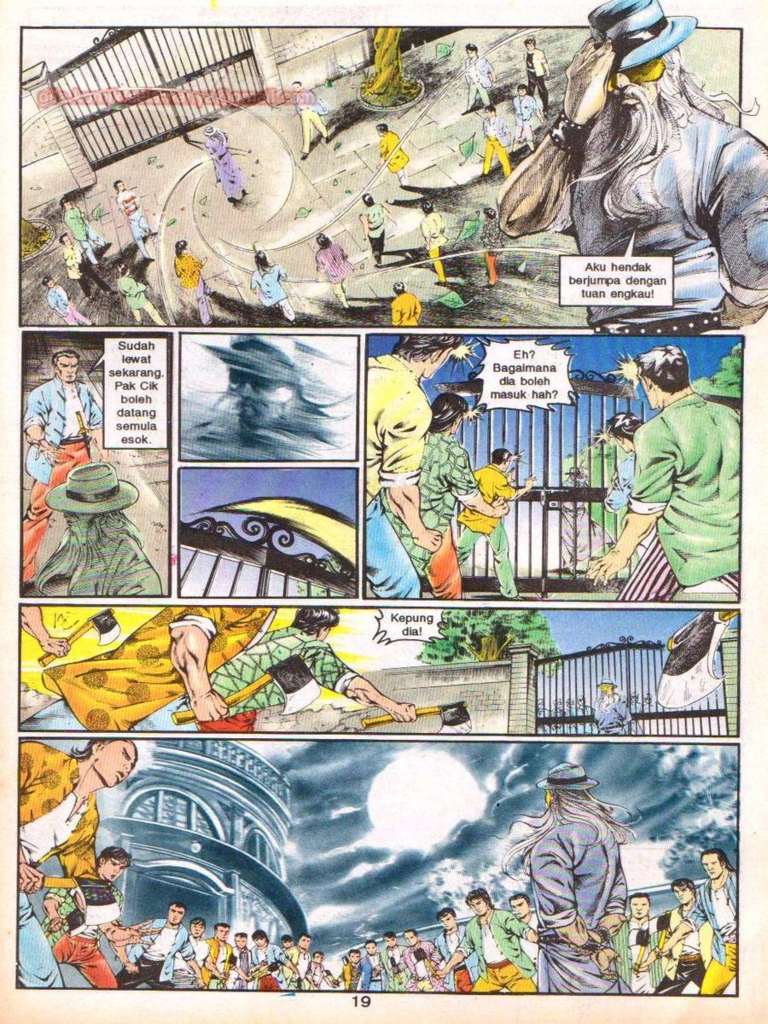 Aku hendak
berjumpa dengan
tuan engkau!
Sudah
lewat
sekarang.
Pak Cik
boleh
datang
semula
esok.
Eh?
Bagaimana
dia boleh
masuk hah?
Kepung
dia!
19